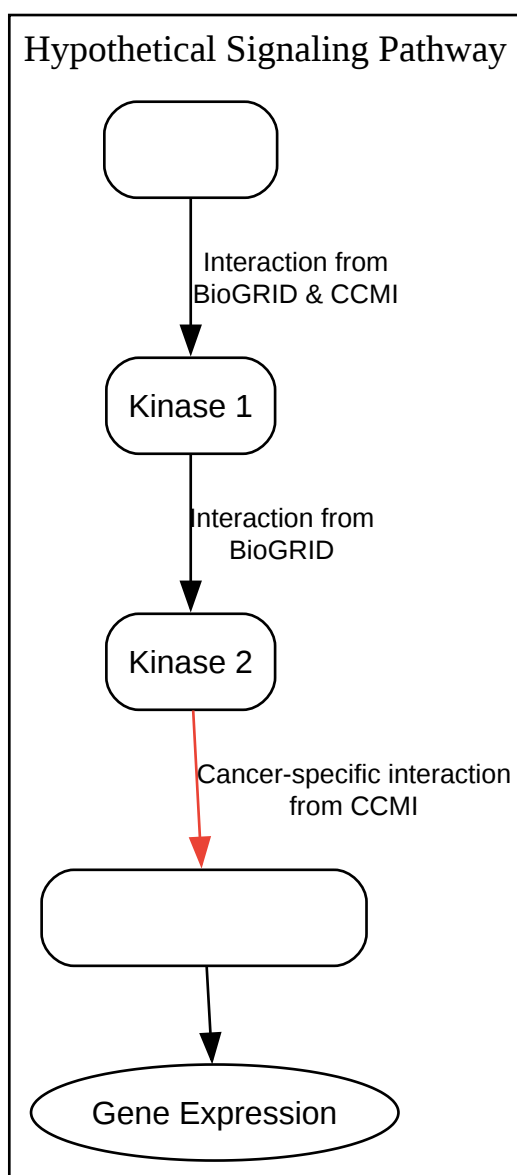 Hypothetical Signaling Pathway
Interaction from
BioGRID & CCMI
Kinase 1
Interaction from
BioGRID
Kinase 2
Cancer-specific interaction
from CCMI
Gene Expression